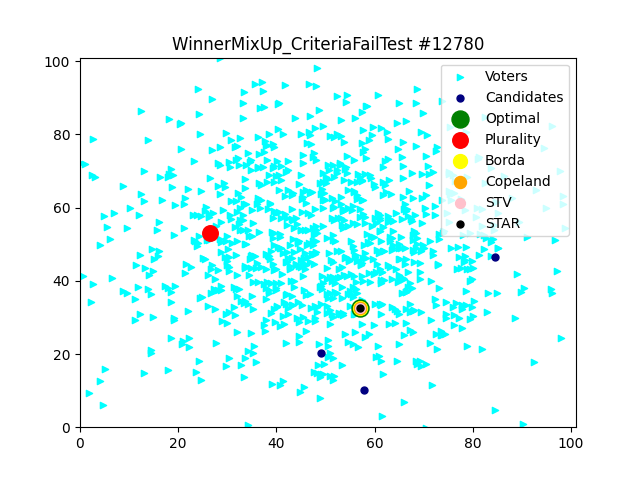 WinnerMixUp_CriteriaFailTest #12780
Voters
Candidates
Optimal
Plurality
Borda
Copeland
STV
STAR
100
80
60
40
20
0
0 20 40 60 80 100